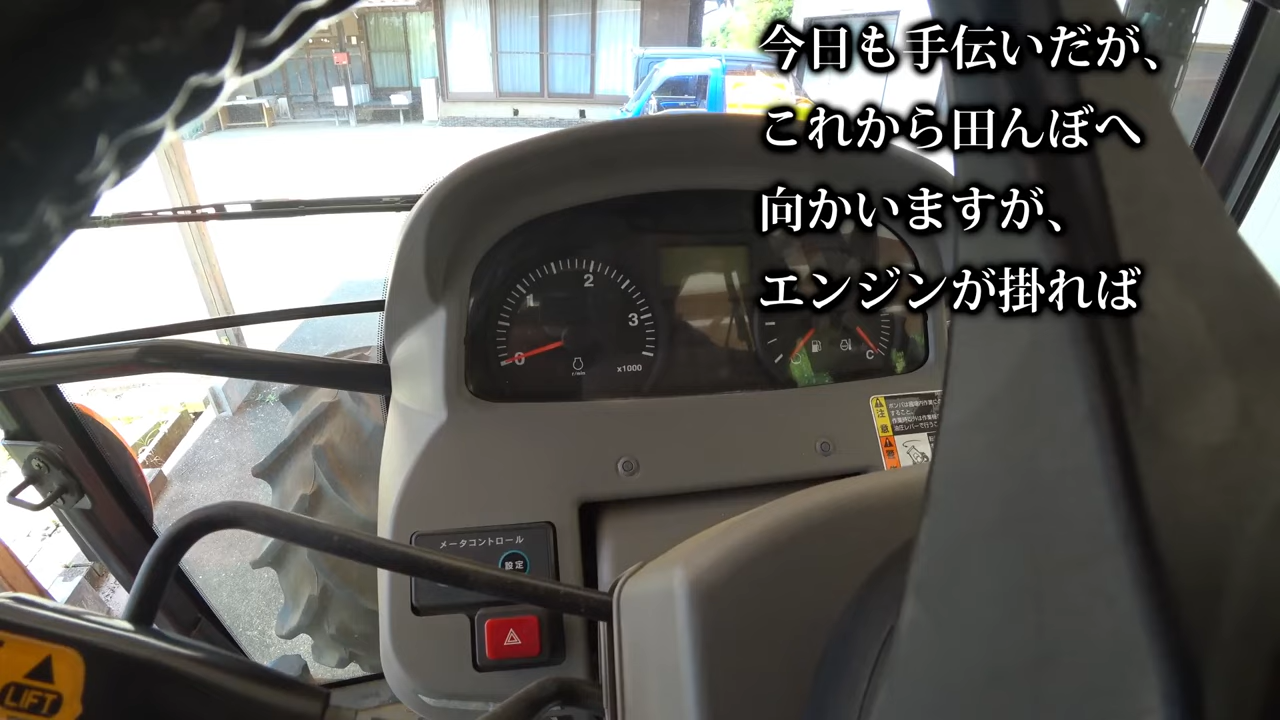 今日も手伝いだが、
これから田んぼへ
向かいますが、
エンジンが掛れば
0
1
2
3
r/min
x1000
C
注意
メータコントロール
設定
LIFT